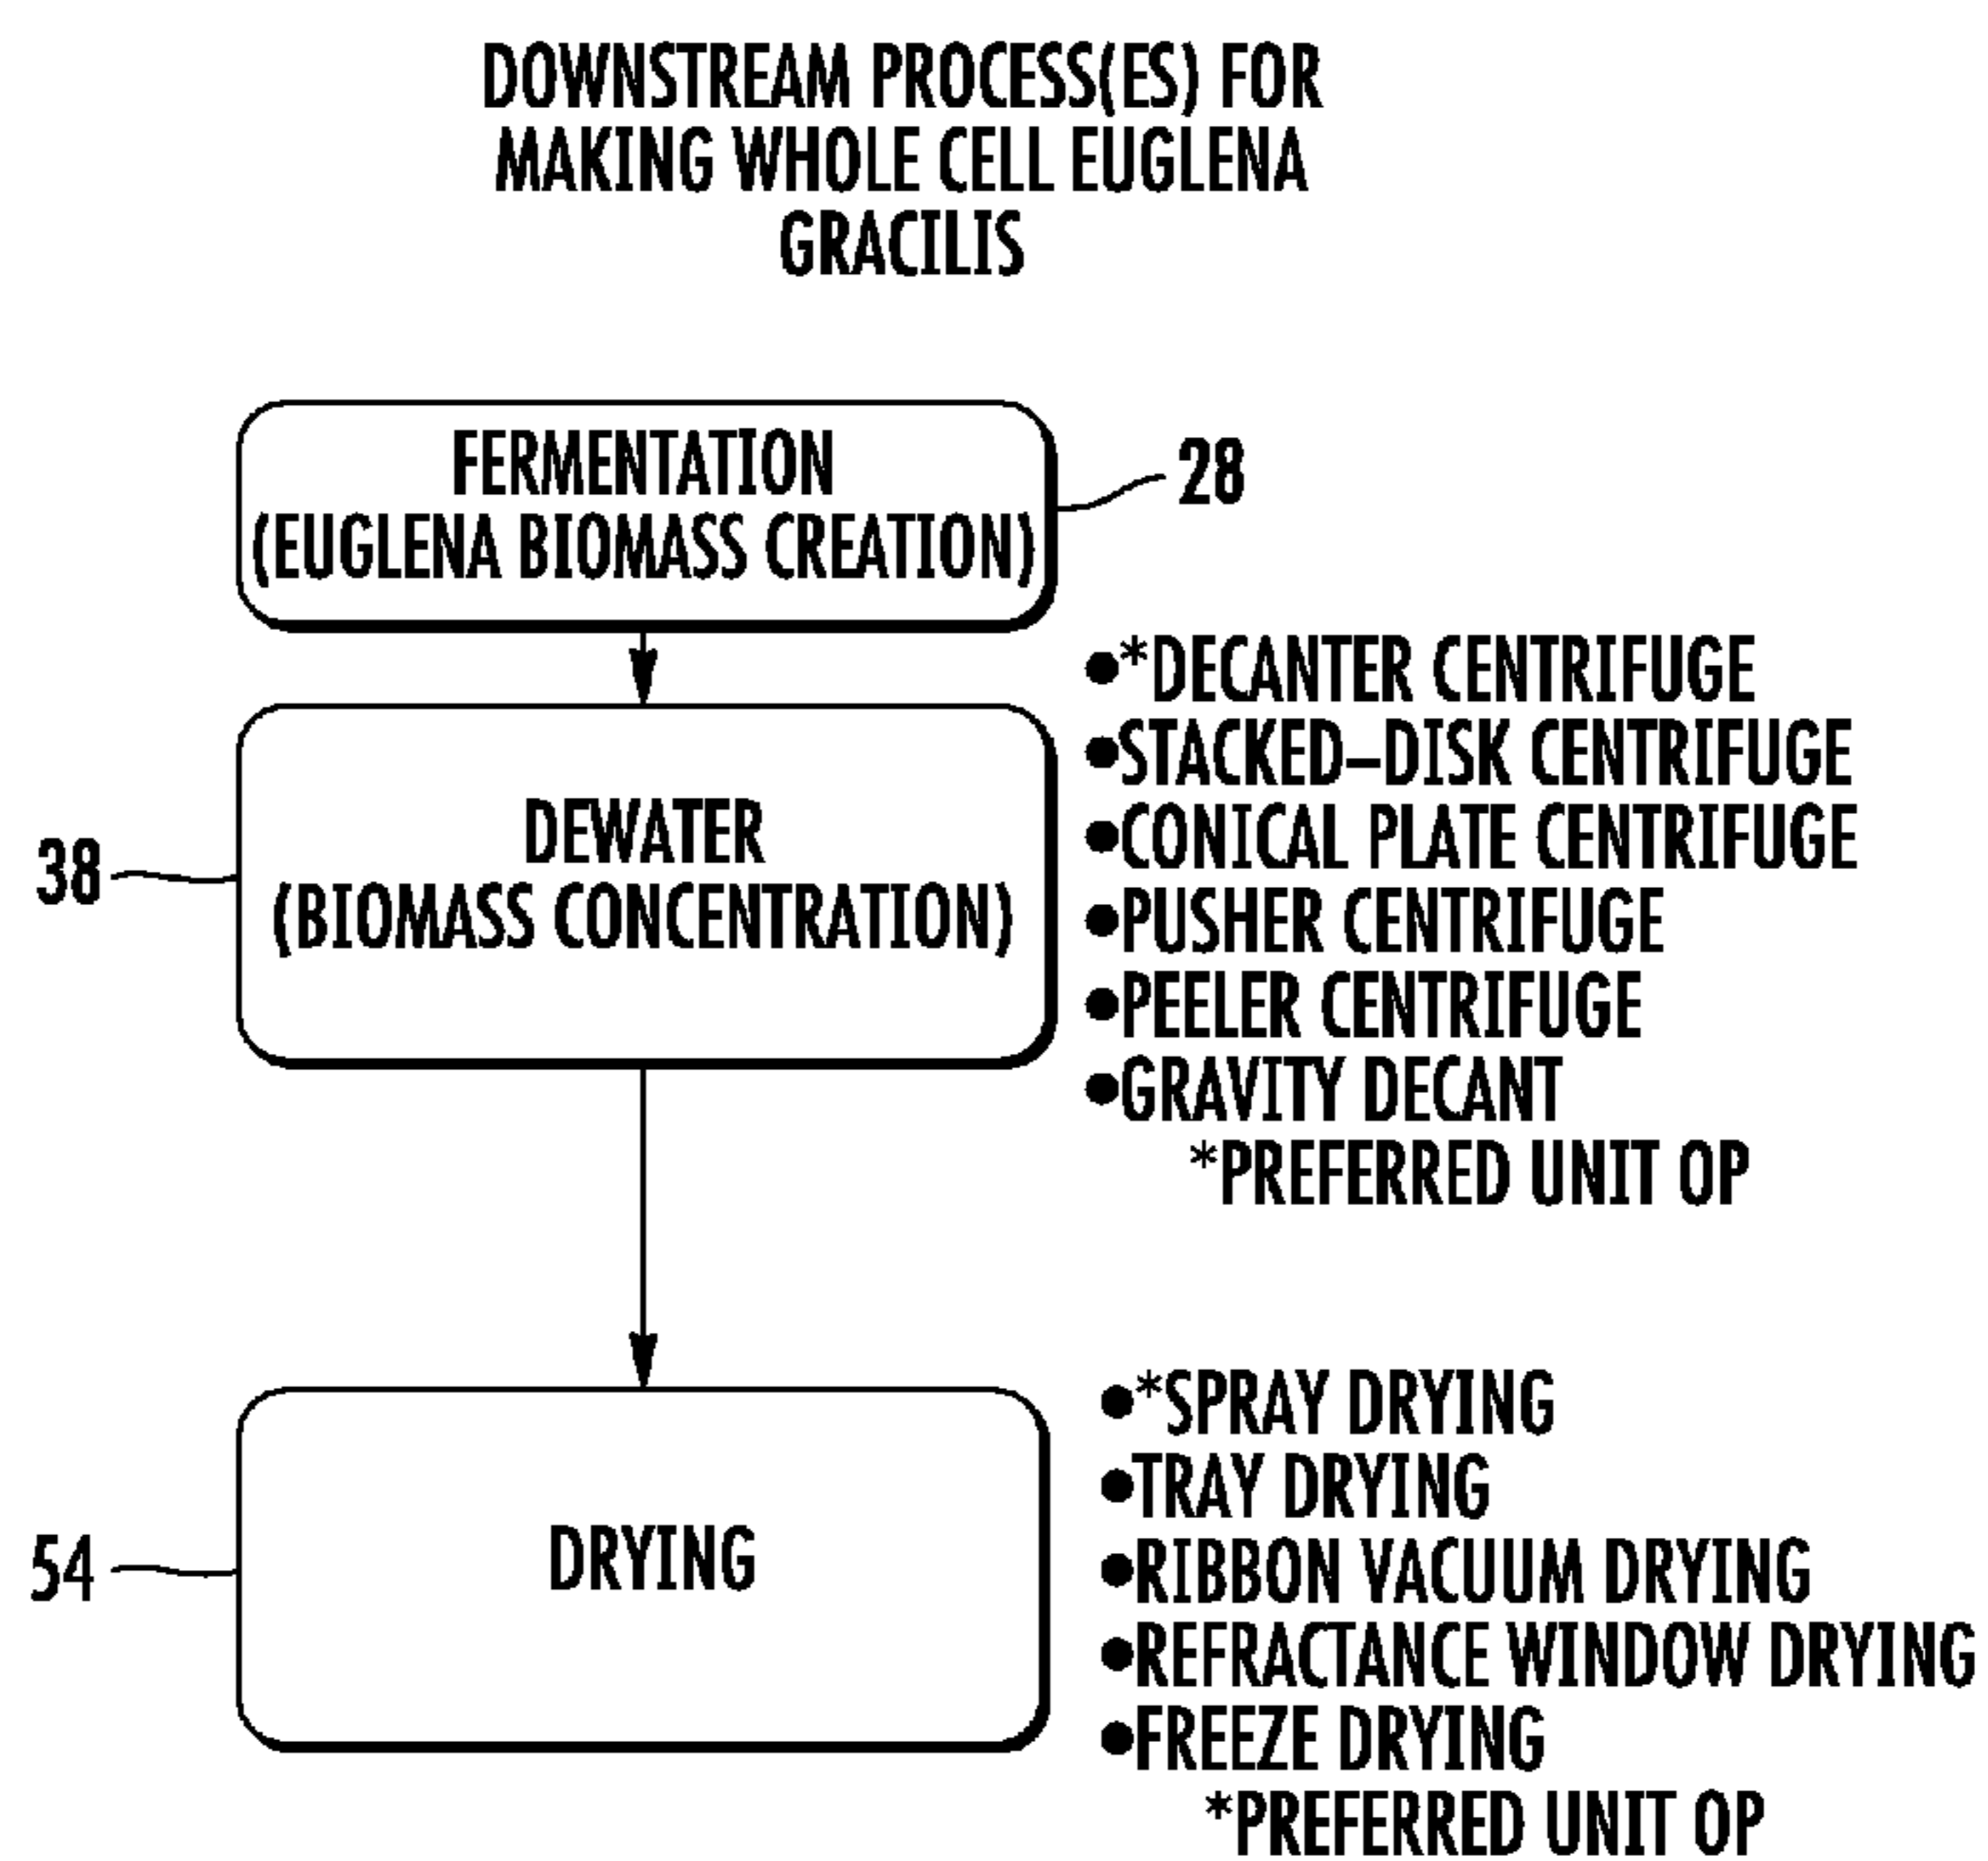 DOWNSTREAM PROCESS(ES) FOR
MAKING WHOLE CELL EUGLENA
GRACILIS
FERMENTATION
(EUGLENA BIOMASS CREATION)
28
DEWATER
(BIOMASS CONCENTRATION)
38
●*DECANTER CENTRIFUGE
●STACKED–DISK CENTRIFUGE
●CONICAL PLATE CENTRIFUGE
●PUSHER CENTRIFUGE
●PEELER CENTRIFUGE
●GRAVITY DECANT
*PREFERRED UNIT OP
DRYING
54
●*SPRAY DRYING
●TRAY DRYING
●RIBBON VACUUM DRYING
●REFRACTANCE WINDOW DRYING
●FREEZE DRYING
*PREFERRED UNIT OP